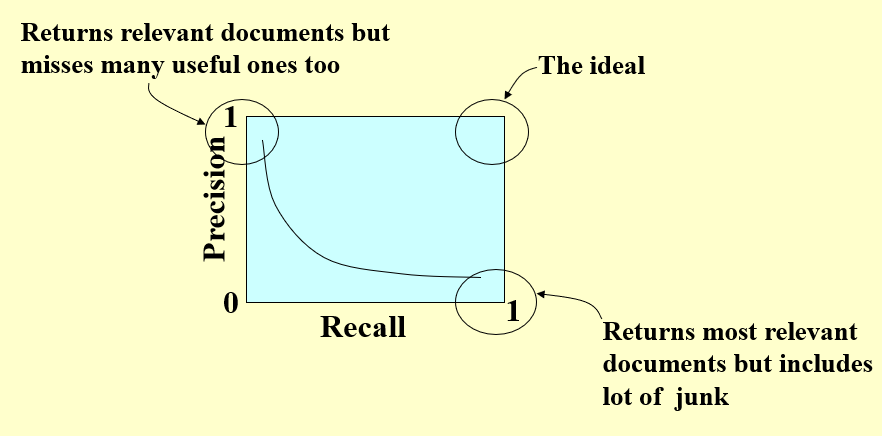 Returns relevant documents but
misses many useful ones too
The ideal
1
Precision
0
Recall
1
Returns most relevant
documents but includes
lot of  junk